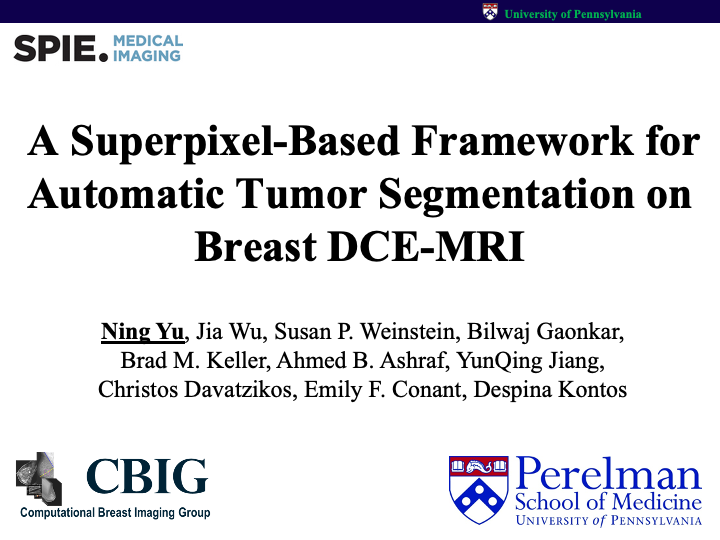 University of Pennsylvania
SPIE. MEDICAL
IMAGING
A Superpixel-Based Framework for
Automatic Tumor Segmentation on
Breast DCE-MRI
Ning Yu, Jia Wu, Susan P. Weinstein, Bilwaj Gaonkar,
Brad M. Keller, Ahmed B. Ashraf, YunQing Jiang,
Christos Davatzikos, Emily F. Conant, Despina Kontos
CBIG
Computational Breast Imaging Group
Perelman
School of Medicine
University of Pennsylvania